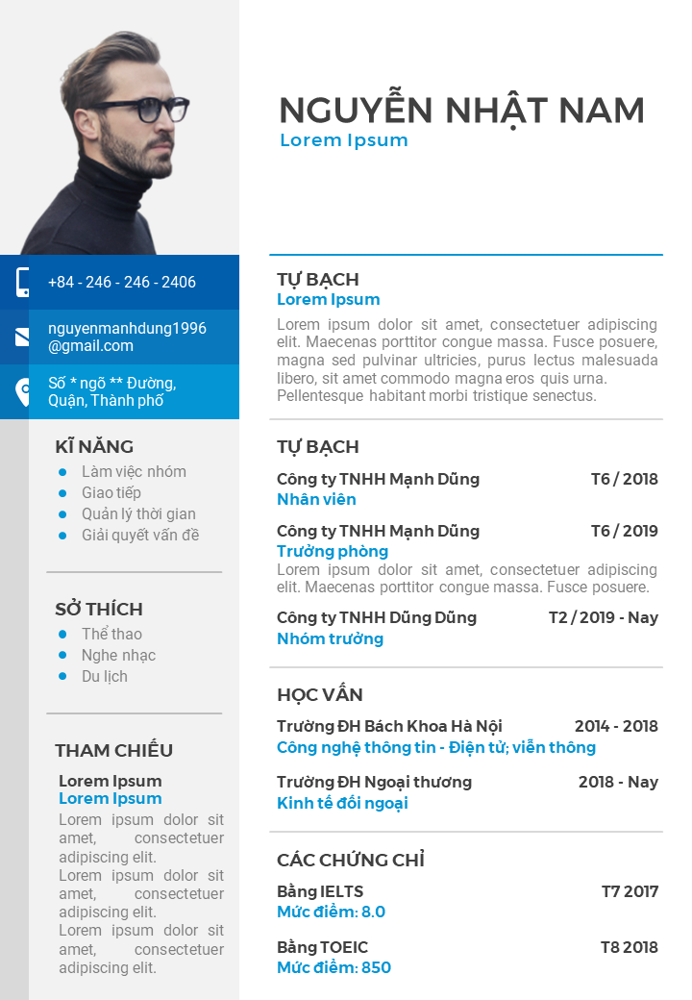 NGUYỄN NHẬT NAM
Lorem Ipsum
+84 - 246 - 246 - 2406
nguyenmanhdung1996
@gmail.com
Số * ngõ ** Đường,
Quận, Thành phố
KĨ NĂNG
Làm việc nhóm
Giao tiếp
Quản lý thời gian
Giải quyết vấn đề
SỞ THÍCH
Thể thao
Nghe nhạc
Du lịch
THAM CHIẾU
Lorem Ipsum
Lorem Ipsum
Lorem ipsum dolor sit
amet, consectetuer
adipiscing elit.
Lorem ipsum dolor sit
amet, consectetuer
adipiscing elit.
Lorem ipsum dolor sit
amet, consectetuer
adipiscing elit.
TỰ BẠCH
Lorem Ipsum
Lorem ipsum dolor sit amet, consectetuer adipiscing
elit. Maecenas porttitor congue massa. Fusce posuere,
magna sed pulvinar ultricies, purus lectus malesuada
libero, sit amet commodo magna eros quis urna.
Pellentesque habitant morbi tristique senectus.
TỰ BẠCH
Công ty TNHH Mạnh Dũng T6 / 2018
Nhân viên
Công ty TNHH Mạnh Dũng T6 / 2019
Trưởng phòng
Lorem ipsum dolor sit amet, consectetuer adipiscing
elit. Maecenas porttitor congue massa. Fusce posuere.
Công ty TNHH Dũng Dũng T2 / 2019 - Nay
Nhóm trưởng
HỌC VẤN
Trường ĐH Bách Khoa Hà Nội 2014 - 2018
Công nghệ thông tin - Điện tử; viễn thông
Trường ĐH Ngoại thương 2018 - Nay
Kinh tế đối ngoại
CÁC CHỨNG CHỈ
Bằng IELTS T7 2017
Mức điểm: 8.0
Bằng TOEIC T8 2018
Mức điểm: 850